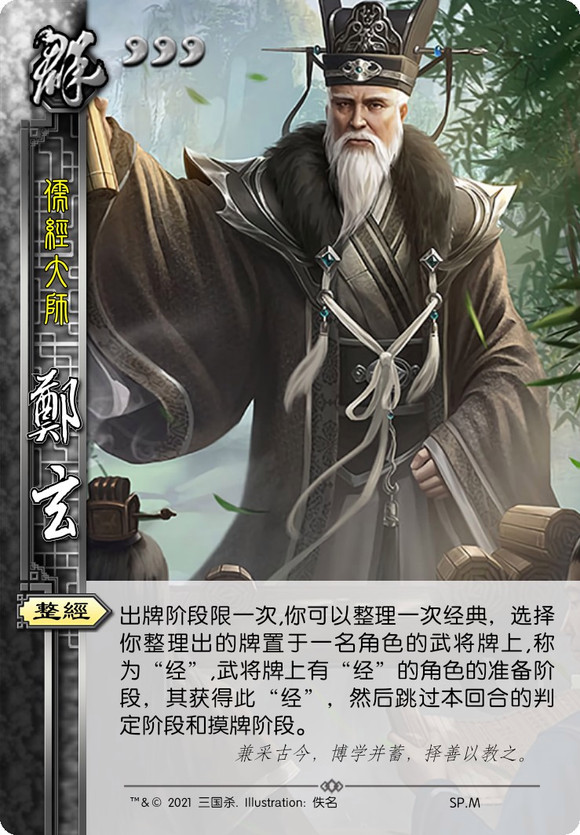 群
儒經大師
鄭玄
整經
出牌阶段限一次,你可以整理一次经典，选择
你整理出的牌置于一名角色的武将牌上,称
为“经”,武将牌上有“经”的角色的准备阶
段，其获得此“经”，然后跳过本回合的判
定阶段和摸牌阶段。
兼采古今，博学并蓄，择善以教之。
™&© 2021 三国杀. Illustration: 佚名 SP.M